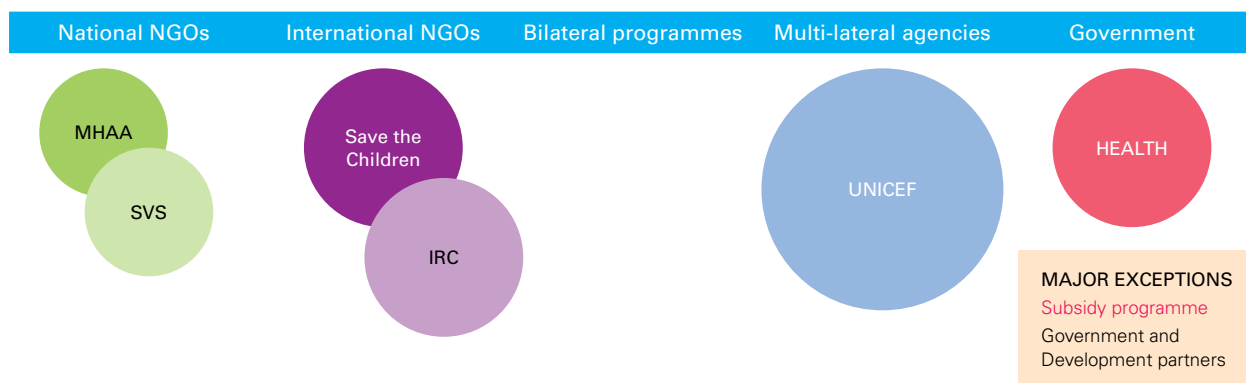 National NGOs International NGOs Bilateral programmes Multi-lateral agencies Government
MHAA
SVS
Save the
Children
IRC
UNICEF
HEALTH
MAJOR EXCEPTIONS
Subsidy programme
Government and
Development partners